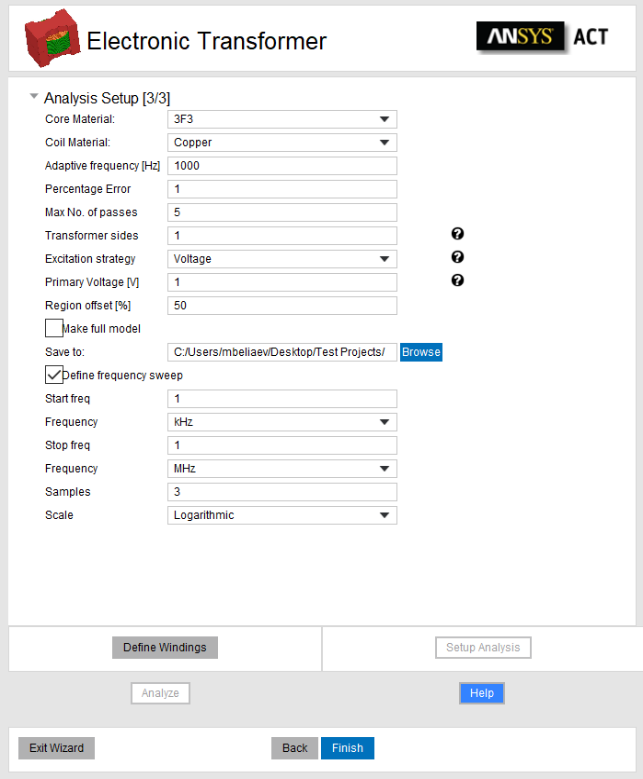 Electronic Transformer
ANSYS ACT
Analysis Setup [3/3]
Core Material: 3F3
Coil Material: Copper
Adaptive frequency [Hz] 1000
Percentage Error 1
Max No. of passes 5
Transformer sides 1
Excitation strategy Voltage
Primary Voltage [V] 1
Region offset [%] 50
Make full model
Save to: C:/Users/mbeliaev/Desktop/Test Projects/ Browse
Define frequency sweep
Start freq 1
Frequency kHz
Stop freq 1
Frequency MHz
Samples 3
Scale Logarithmic
Define Windings Setup Analysis
Analyze Help
Exit Wizard Back Finish